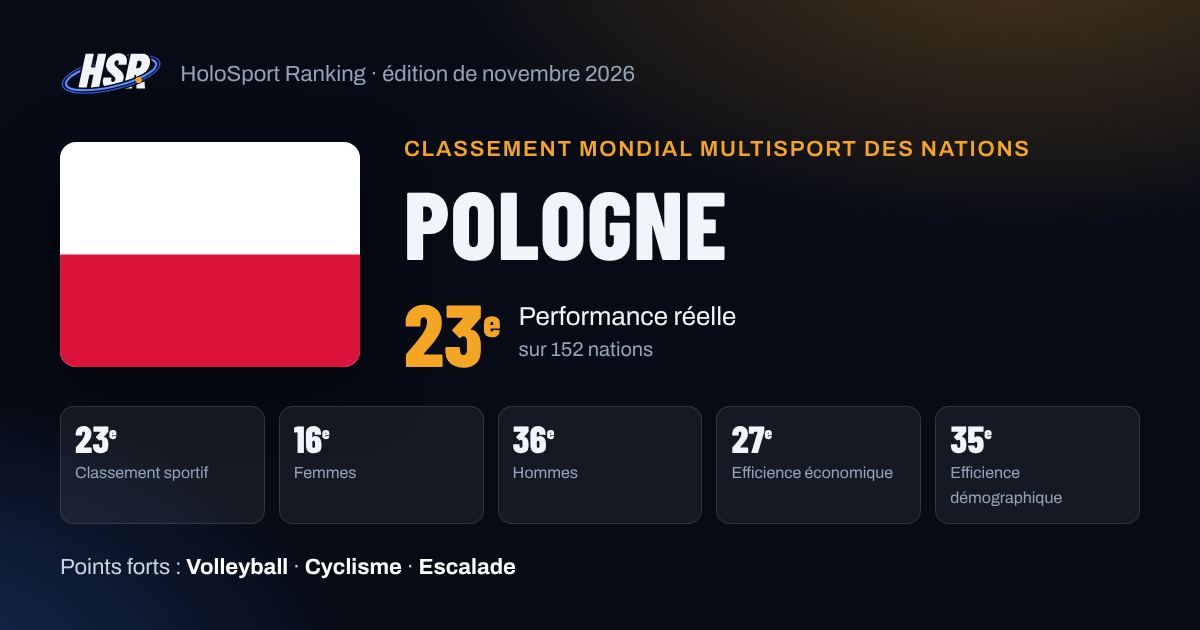 HSR
HoloSport Ranking · édition de novembre 2026
CLASSEMENT MONDIAL MULTISPORT DES NATIONS
POLOGNE
23e
Performance réelle
sur 152 nations
23e
Classement sportif
16e
Femmes
36e
Hommes
27e
Efficience économique
35e
Efficience
démographique
Points forts : Volleyball · Cyclisme · Escalade